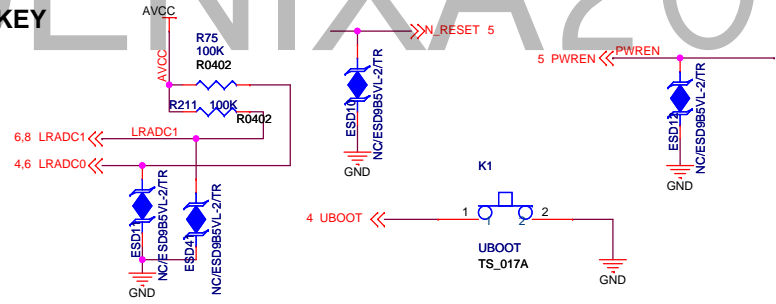 KEY
AVCC
R75
100K
R0402
AVCC
R211 100K
R0402
6,8 LRADC1
LRADC1
4,6 LRADC0
ESD1
NC/ESD9B5VL-2/TR
ESD4
NC/ESD9B5VL-2/TR
GND
N_RESET 5
NC/ESD9B5VL-2/TR
GND
5 PWREN
PWREN
ESD12
NC/ESD9B5VL-2/TR
GND
K1
4 UBOOT
1
1
2
2
UBOOT
TS_017A
GND